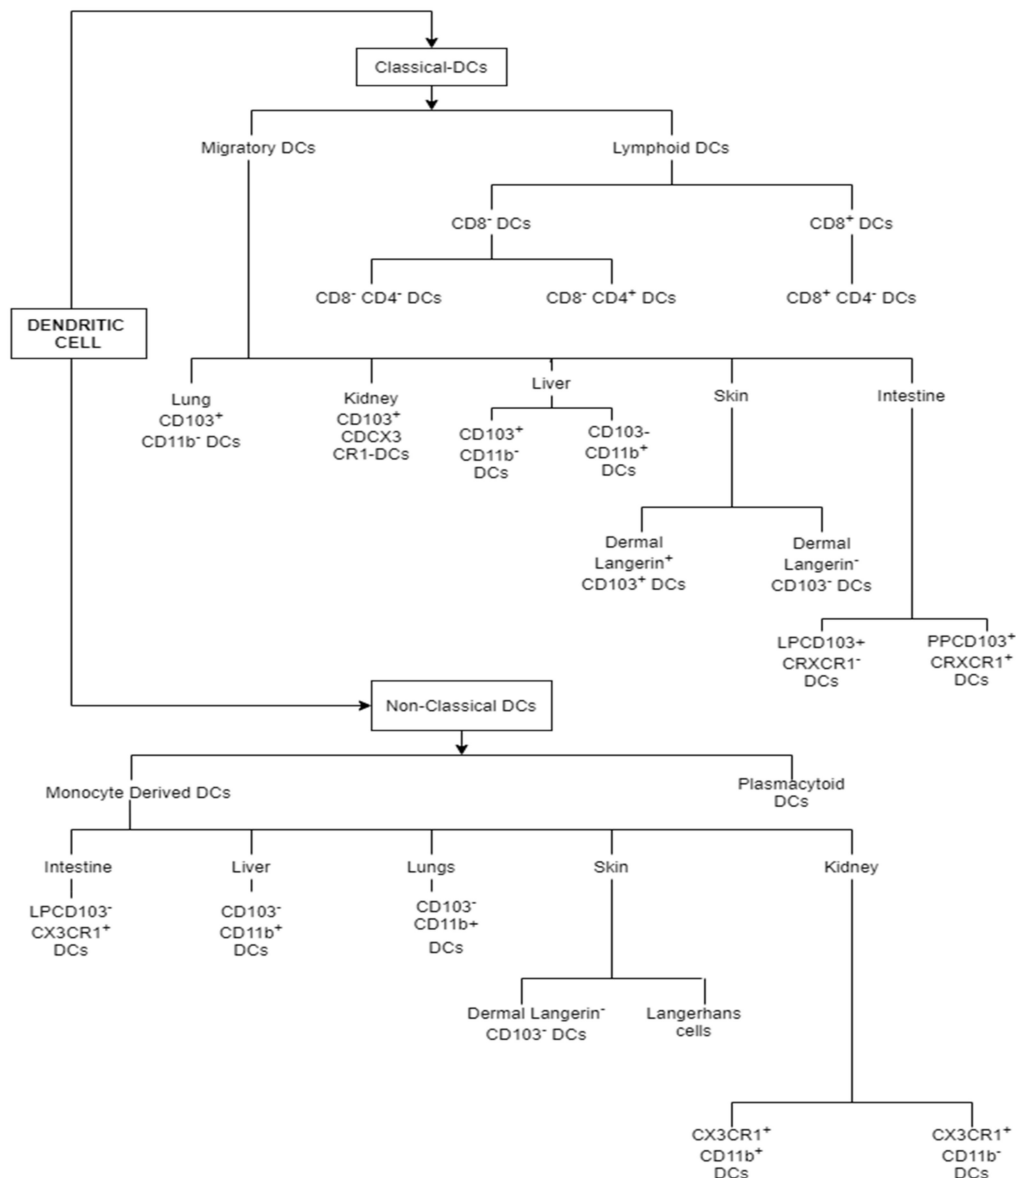 Classical-DCs
Migratory DCs
Lymphoid DCs
CD8⁻ DCs
CD8⁺ DCs
CD8⁻ CD4⁻ DCs
CD8⁻ CD4⁺ DCs
CD8⁺ CD4⁻ DCs
DENDRITIC
CELL
Lung
CD103⁺
CD11b⁻ DCs
Kidney
CD103⁺
CDCX3
CR1-DCs
Liver
CD103⁺
CD11b⁻
DCs
CD103-
CD11b⁺
DCs
Skin
Dermal
Langerin⁺
CD103⁺ DCs
Dermal
Langerin⁻
CD103⁻ DCs
Intestine
LPCD103+
CRXCR1⁻
DCs
PPCD103⁺
CRXCR1⁺
DCs
Non-Classical DCs
Monocyte Derived DCs
Plasmacytoid
DCs
Intestine
LPCD103⁻
CX3CR1⁺
DCs
Liver
CD103⁻
CD11b⁺
DCs
Lungs
CD103⁻
CD11b+
DCs
Skin
Dermal Langerin⁻
CD103⁻ DCs
Langerhans
cells
Kidney
CX3CR1⁺
CD11b⁺
DCs
CX3CR1⁺
CD11b⁻
DCs